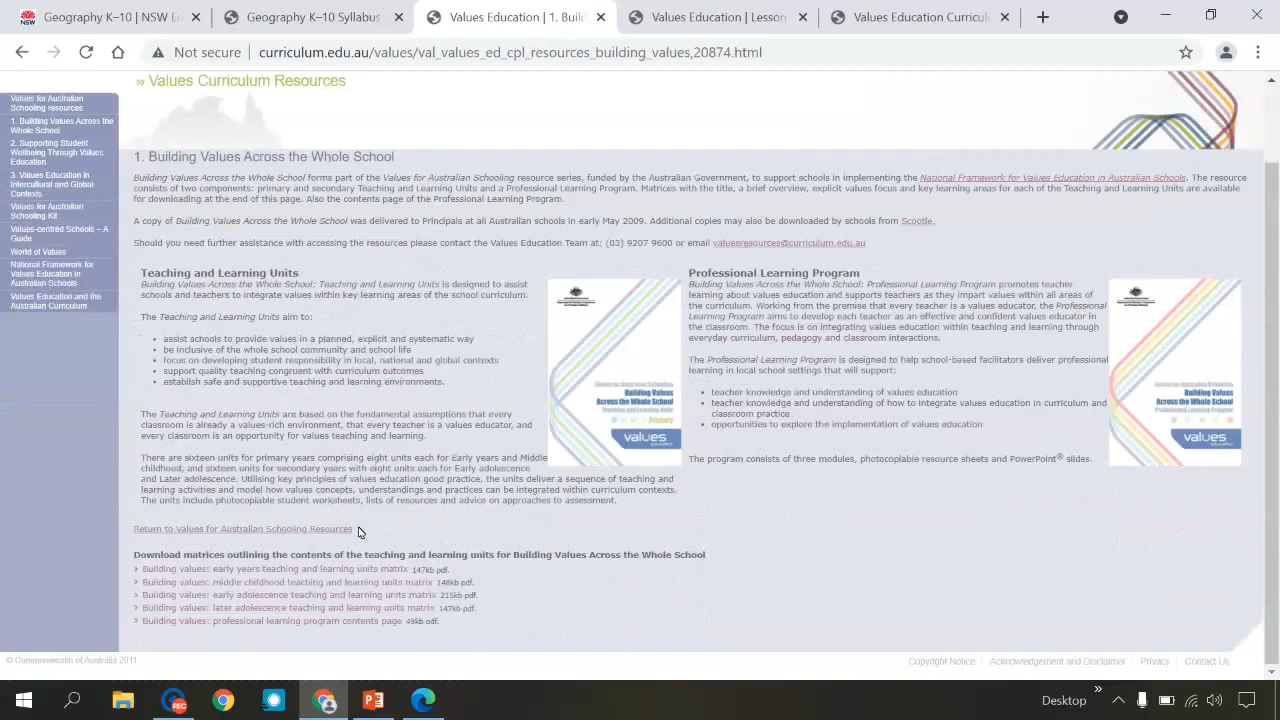 NSW
Geography K–10 | NSW E
Geography K–10 Syllabus
Values Education | 1. Build
Values Education | Lesson
Values Education Curricul
Not secure
curriculum.edu.au/values/val_values_ed_cpl_resources_building_values,20874.html
» Values Curriculum Resources
Values for Australian
Schooling resources
1. Building Values Across the
Whole School
2. Supporting Student
Wellbeing Through Values
Education
3. Values Education in
Intercultural and Global
Contexts
Values for Australian
Schooling Kit
Values-centred Schools – A
Guide
World of Values
National Framework for
Values Education in
Australian Schools
Values Education and the
Australian Curriculum
1. Building Values Across the Whole School
Building Values Across the Whole School forms part of the Values for Australian Schooling resource series, funded by the Australian Government, to support schools in implementing the National Framework for Values Education in Australian Schools. The resource
consists of two components: primary and secondary Teaching and Learning Units and a Professional Learning Program. Matrices with the title, a brief overview, explicit values focus and key learning areas for each of the Teaching and Learning Units are available
for downloading at the end of this page. Also the contents page of the Professional Learning Program.
A copy of Building Values Across the Whole School was delivered to Principals at all Australian schools in early May 2009. Additional copies may also be downloaded by schools from Scootle.
Should you need further assistance with accessing the resources please contact the Values Education Team at: (03) 9207 9600 or email valuesresources@curriculum.edu.au
Teaching and Learning Units
Building Values Across the Whole School: Teaching and Learning Units is designed to assist
schools and teachers to integrate values within key learning areas of the school curriculum.
The Teaching and Learning Units aim to:
• assist schools to provide values in a planned, explicit and systematic way
• be inclusive of the whole school community and school life
• focus on developing student responsibility in local, national and global contexts
• support quality teaching congruent with curriculum outcomes
• establish safe and supportive teaching and learning environments.
The Teaching and Learning Units are based on the fundamental assumptions that every
classroom is already a values-rich environment, that every teacher is a values educator, and
every classroom is an opportunity for values teaching and learning.
There are sixteen units for primary years comprising eight units each for Early years and Middle
childhood, and sixteen units for secondary years with eight units each for Early adolescence
and Later adolescence. Utilising key principles of values education good practice, the units deliver a sequence of teaching and
learning activities and model how values concepts, understandings and practices can be integrated within curriculum contexts.
The units include photocopiable student worksheets, lists of resources and advice on approaches to assessment.
Building Values
Across the Whole School
Teaching and Learning Units
Primary
values
Professional Learning Program
Building Values Across the Whole School: Professional Learning Program promotes teacher
learning about values education and supports teachers as they impart values within all areas of
the curriculum. Working from the premise that every teacher is a values educator, the Professional
Learning Program aims to develop each teacher as an effective and confident values educator in
the classroom. The focus is on integrating values education within teaching and learning through
everyday curriculum, pedagogy and classroom interactions.
The Professional Learning Program is designed to help school-based facilitators deliver professional
learning in local school settings that will support:
• teacher knowledge and understanding of values education
• teacher knowledge and understanding of how to integrate values education in curriculum and
classroom practice
• opportunities to explore the implementation of values education
The program consists of three modules, photocopiable resource sheets and PowerPoint® slides.
Building Values
Across the Whole School
Professional Learning Program
values
Return to Values for Australian Schooling Resources
Download matrices outlining the contents of the teaching and learning units for Building Values Across the Whole School
Building values: early years teaching and learning units matrix 147kb pdf.
Building values: middle childhood teaching and learning units matrix 148kb pdf.
Building values: early adolescence teaching and learning units matrix 215kb pdf.
Building values: later adolescence teaching and learning units matrix 147kb pdf.
Building values: professional learning program contents page 49kb pdf.
© Commonwealth of Australia 2011
Copyright Notice | Acknowledgement and Disclaimer | Privacy | Contact Us
REC
Desktop